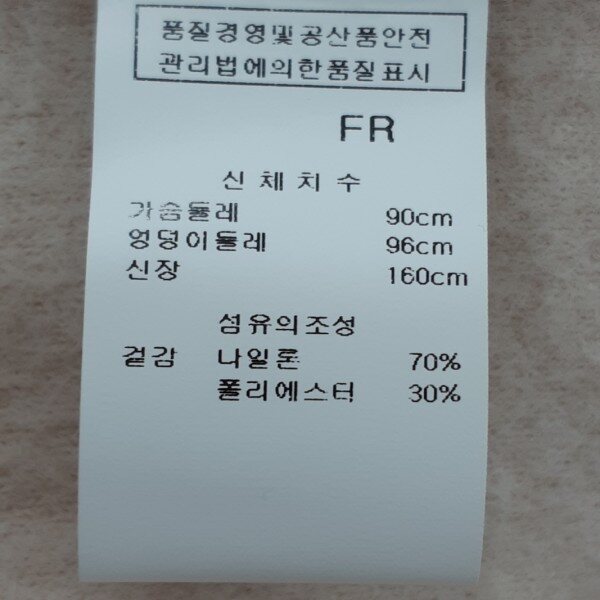 품질경영및공산품안전
관리법에의한품질표시
FR
신체치수
가슴둘레 90cm
엉덩이둘레 96cm
신장 160cm
섬유의조성
겉감 나일론 70%
폴리에스터 30%